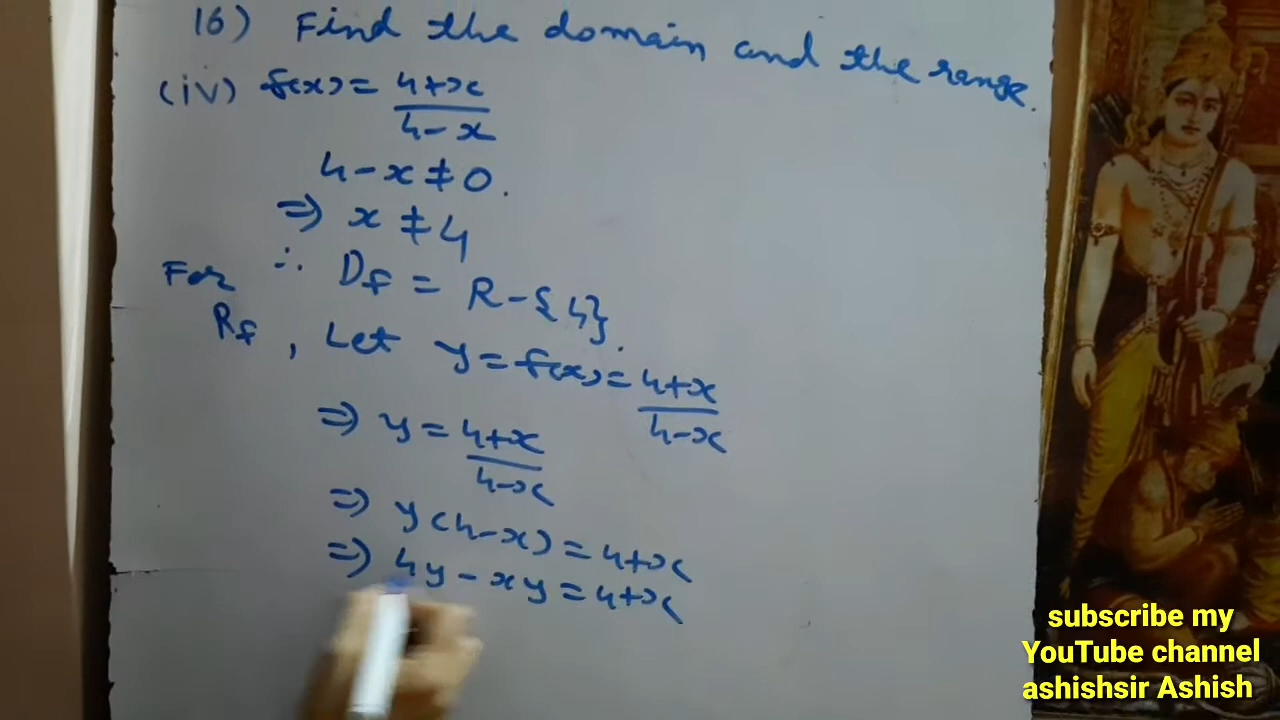 16) Find the domain and the range.
(iv) f(x) = 4+x / 4-x
4-x ≠ 0.
⇒ x ≠ 4
∴ Df = R-{4}.
For Rf, Let y = f(x) = 4+x / 4-x
⇒ y = 4+x / 4-x
⇒ y(4-x) = 4+x
⇒ 4y - xy = 4+x
subscribe my
YouTube channel
ashishsir Ashish